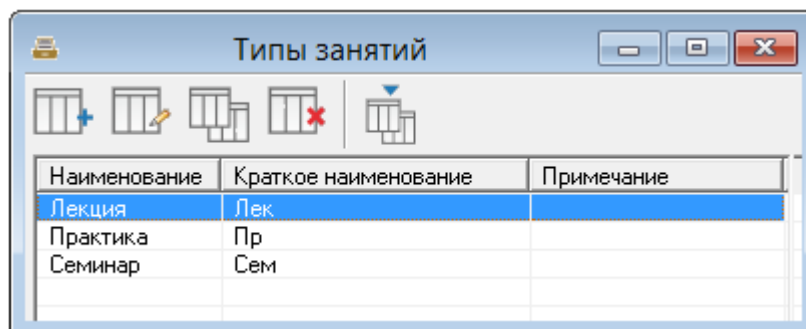 Типы занятий
Наименование Краткое наименование Примечание
Лекция Лек
Практика Пр
Семинар Сем